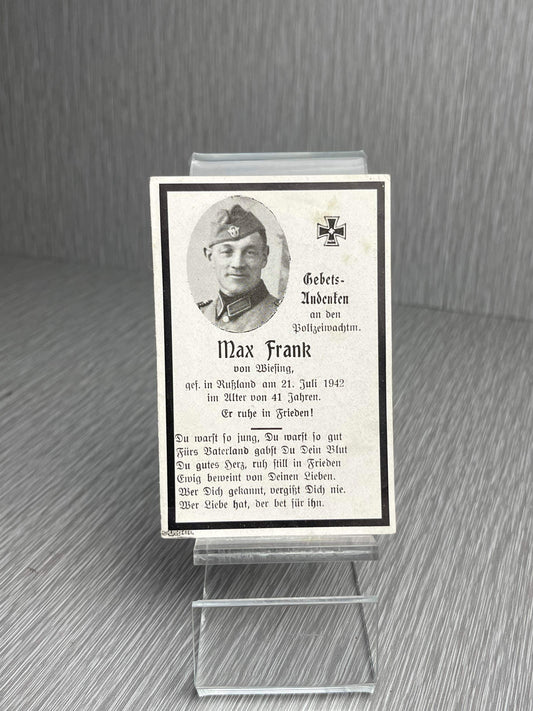 Gebets-
Andenken
an den
Polizeiwachtm.
Max Frank
von Wiesing,
gef. in Rußland am 21. Juli 1942
im Alter von 41 Jahren.
Er ruhe in Frieden!
Du warst so jung, Du warst so gut
Fürs Vaterland gabst Du Dein Blut
Du gutes Herz, ruh still in Frieden
Ewig beweint von Deinen Lieben.
Wer Dich gekannt, vergißt Dich nie.
Wer Liebe hat, der bet für ihn.